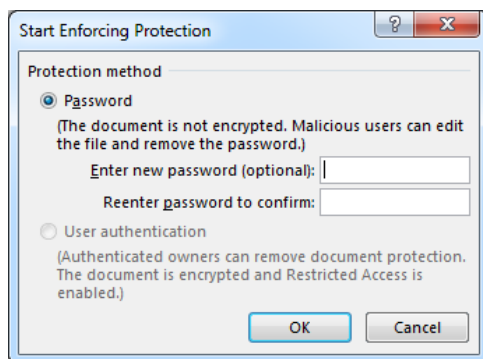 Start Enforcing Protection
Protection method
Password
(The document is not encrypted. Malicious users can edit
the file and remove the password.)
Enter new password (optional):
Reenter password to confirm:
User authentication
(Authenticated owners can remove document protection.
The document is encrypted and Restricted Access is
enabled.)
OK Cancel